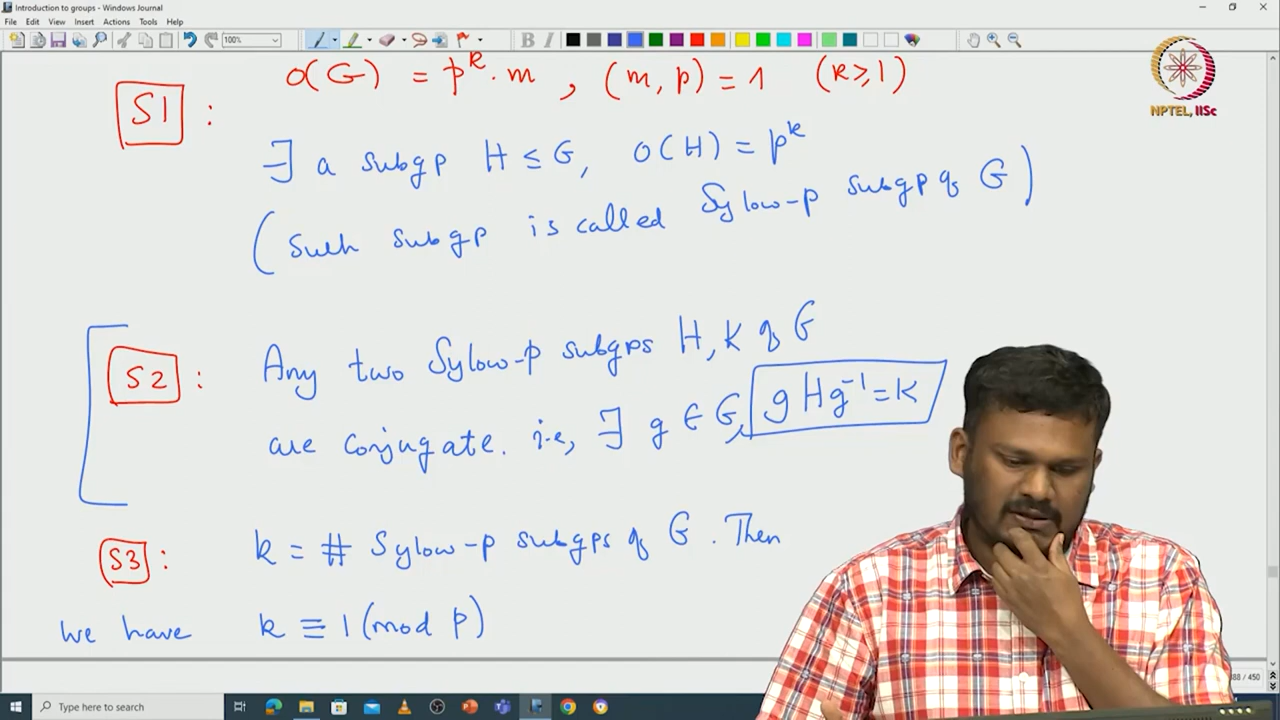 Introduction to groups - Windows Journal
File Edit View Insert Actions Tools Help
100%
B I
NPTEL, IISc
O(G) = p^k · m , (m, p) = 1 (k ≥ 1)
S1 :
∃ a subgp H ≤ G, O(H) = p^k
(Such subgp is called Sylow-p subgp of G)
S2 : Any two Sylow-p subgps H, K of G
are conjugate. i.e, ∃ g ∈ G, gHg⁻¹ = K
S3 : k = # Sylow-p subgps of G. Then
we have k ≡ 1 (mod p)
88 / 450
Type here to search